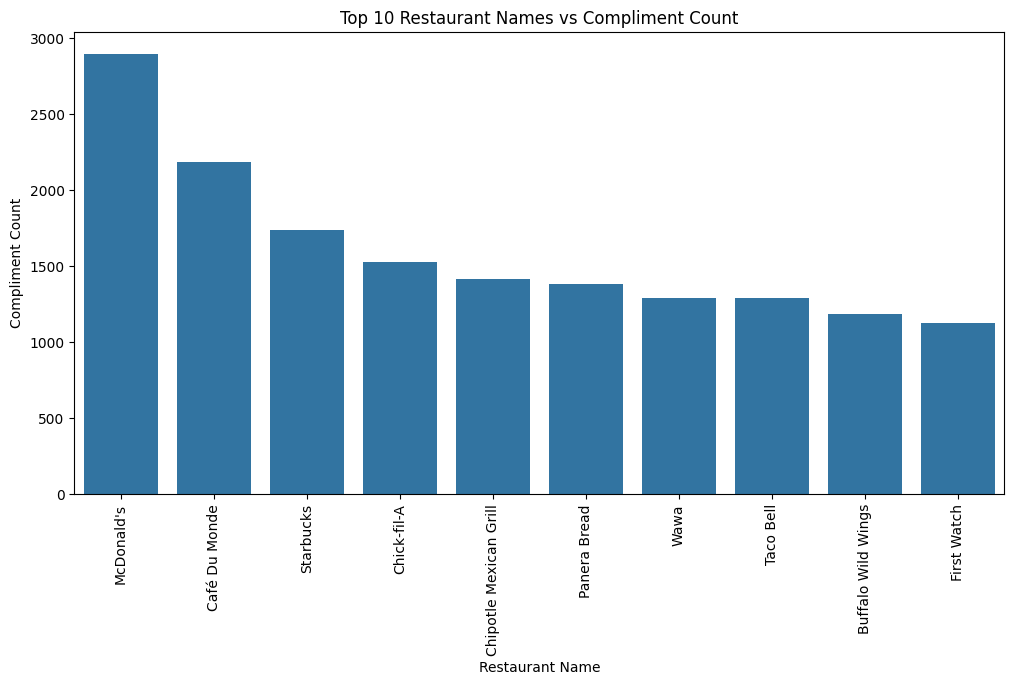 Top 10 Restaurant Names vs Compliment Count
3000
2500
2000
1500
1000
500
0
Compliment Count
McDonald's
Café Du Monde
Starbucks
Chick-fil-A
Chipotle Mexican Grill
Panera Bread
Wawa
Taco Bell
Buffalo Wild Wings
First Watch
Restaurant Name